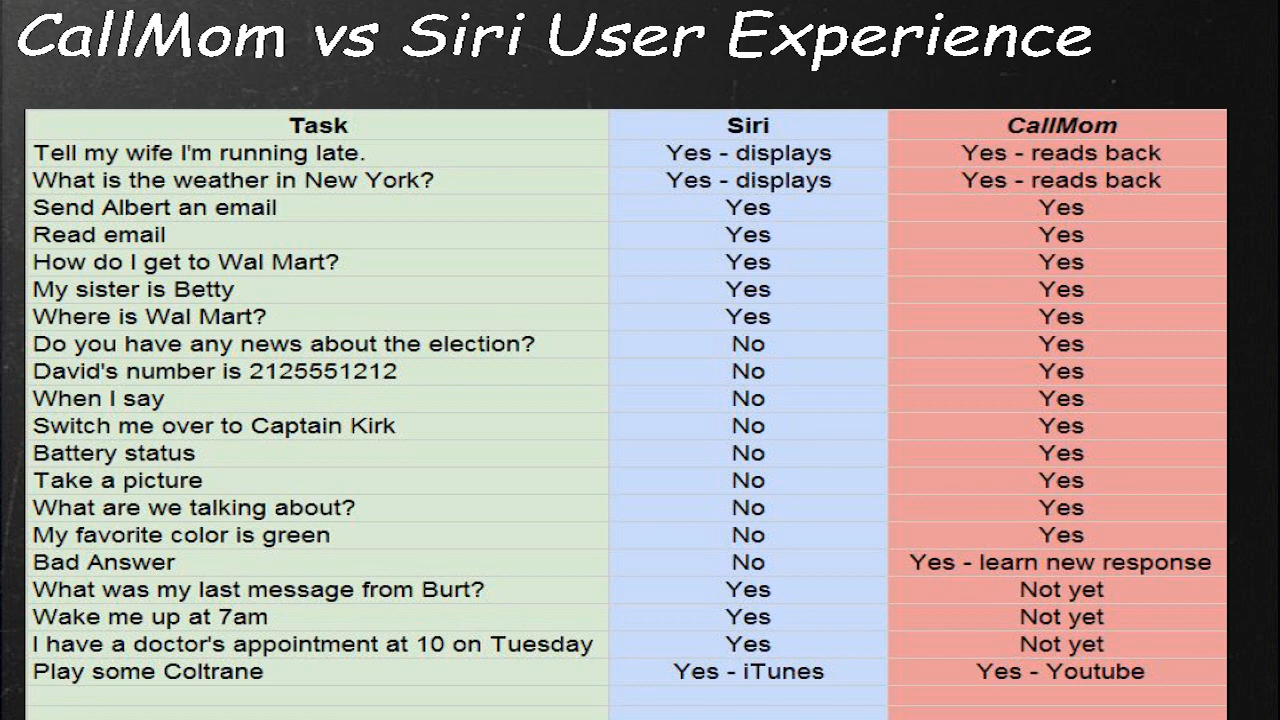 CallMom vs Siri User Experience
Task Siri CallMom
Tell my wife I'm running late. Yes - displays Yes - reads back
What is the weather in New York? Yes - displays Yes - reads back
Send Albert an email Yes Yes
Read email Yes Yes
How do I get to Wal Mart? Yes Yes
My sister is Betty Yes Yes
Where is Wal Mart? Yes Yes
Do you have any news about the election? No Yes
David's number is 2125551212 No Yes
When I say No Yes
Switch me over to Captain Kirk No Yes
Battery status No Yes
Take a picture No Yes
What are we talking about? No Yes
My favorite color is green No Yes
Bad Answer No Yes - learn new response
What was my last message from Burt? Yes Not yet
Wake me up at 7am Yes Not yet
I have a doctor's appointment at 10 on Tuesday Yes Not yet
Play some Coltrane Yes - iTunes Yes - Youtube